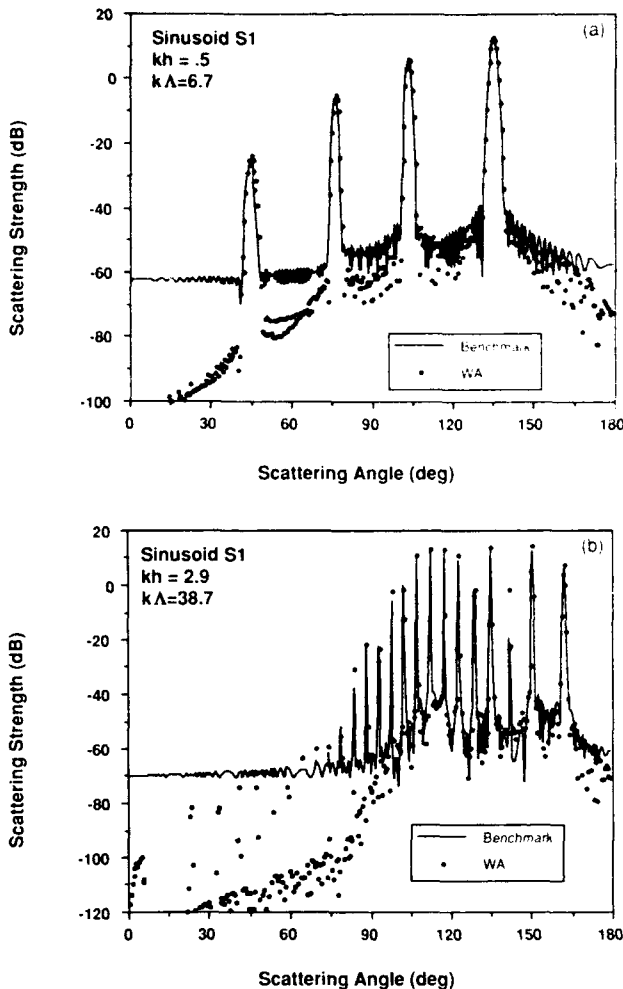 20
0
-20
-40
-60
-80
-100
Scattering Strength (dB)
Sinusoid S1
kh = .5
kΛ=6.7
(a)
Benchmark
WA
0 30 60 90 120 150 180
Scattering Angle (deg)
20
0
-20
-40
-60
-80
-100
-120
Scattering Strength (dB)
Sinusoid S1
kh = 2.9
kΛ=38.7
(b)
Benchmark
WA
0 30 60 90 120 150 180
Scattering Angle (deg)